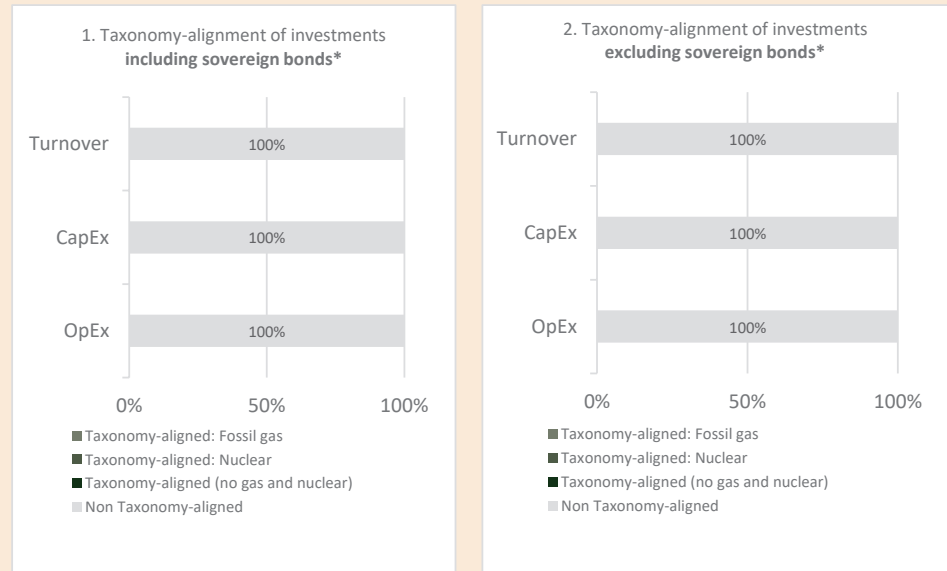 1. Taxonomy-alignment of investments
including sovereign bonds*
Turnover
100%
CapEx
100%
OpEx
100%
0%
50%
100%
Taxonomy-aligned: Fossil gas
Taxonomy-aligned: Nuclear
Taxonomy-aligned (no gas and nuclear)
Non Taxonomy-aligned
2. Taxonomy-alignment of investments
excluding sovereign bonds*
Turnover
100%
CapEx
100%
OpEx
100%
0%
50%
100%
Taxonomy-aligned: Fossil gas
Taxonomy-aligned: Nuclear
Taxonomy-aligned (no gas and nuclear)
Non Taxonomy-aligned